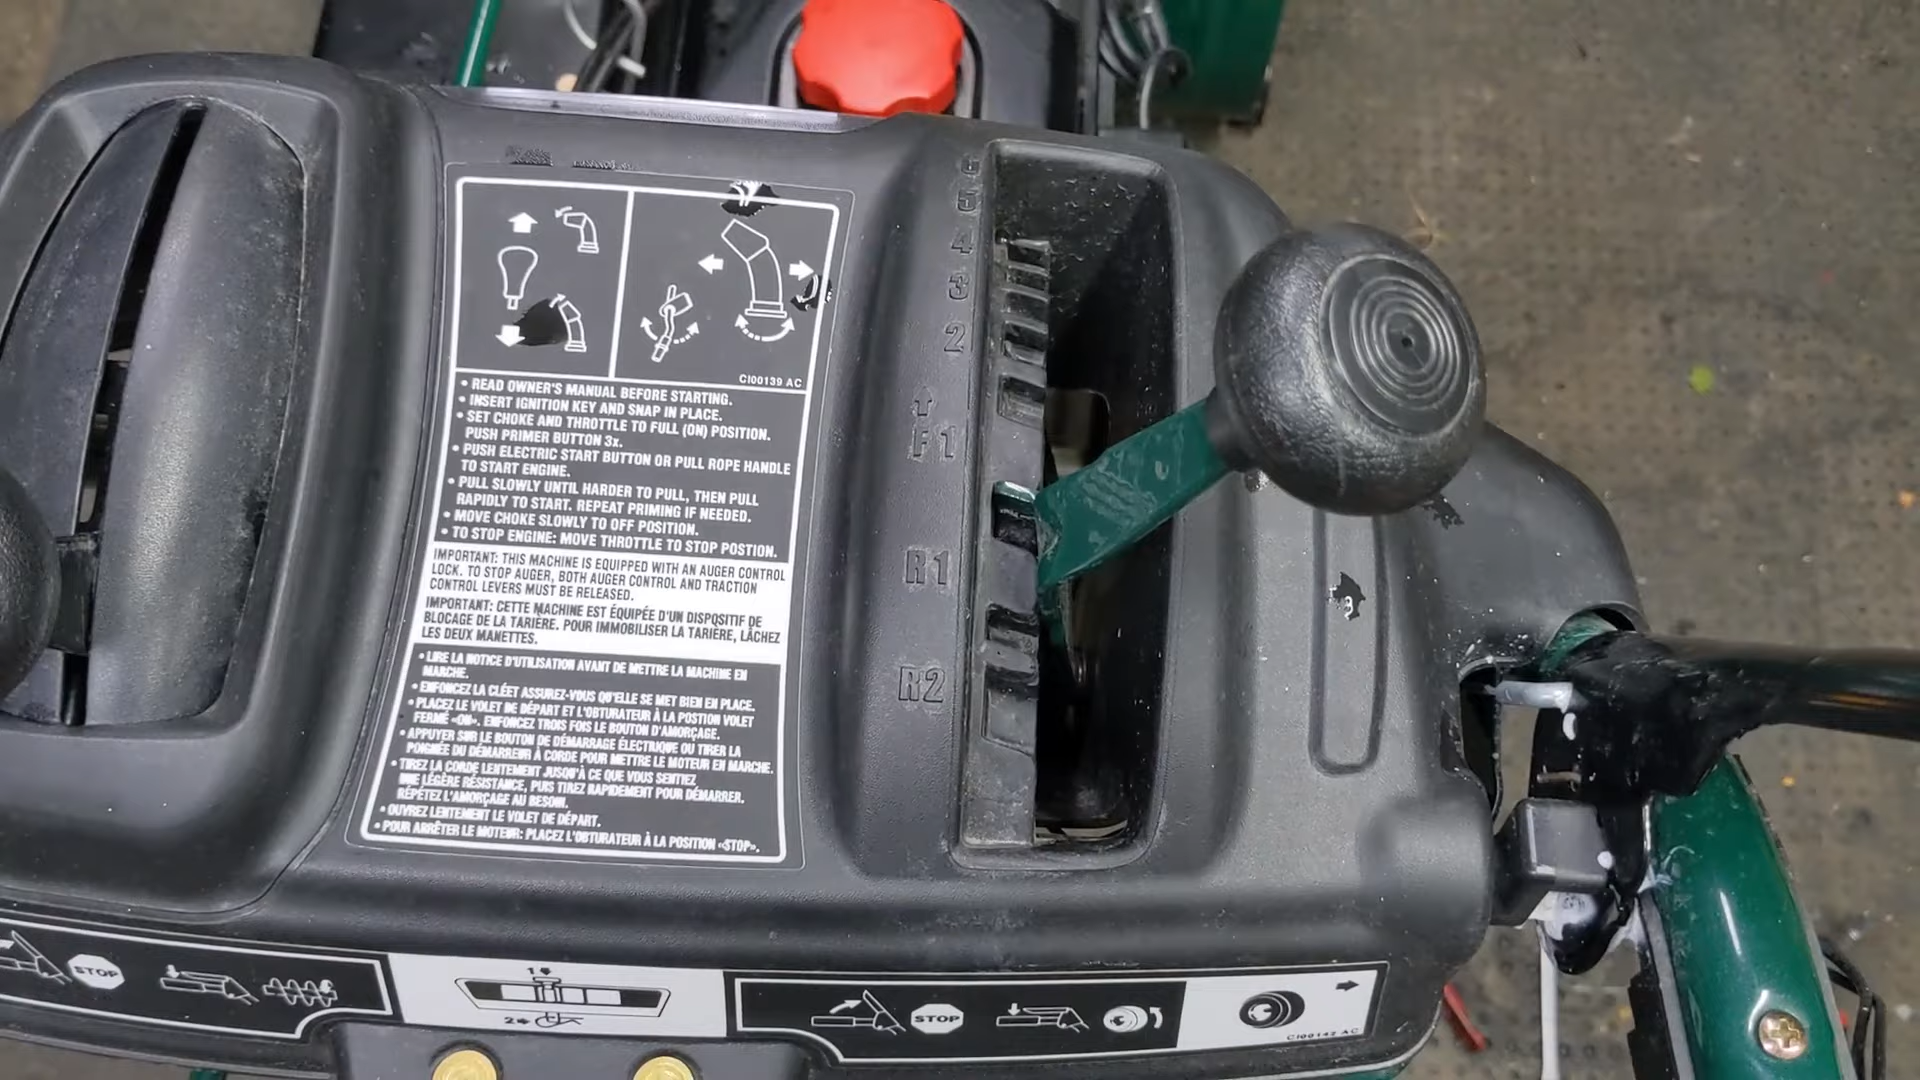 CI00139 AC
• READ OWNER'S MANUAL BEFORE STARTING.
• INSERT IGNITION KEY AND SNAP IN PLACE.
• SET CHOKE AND THROTTLE TO FULL (ON) POSITION.
PUSH PRIMER BUTTON 3x.
• PUSH ELECTRIC START BUTTON OR PULL ROPE HANDLE
TO START ENGINE.
• PULL SLOWLY UNTIL HARDER TO PULL, THEN PULL
RAPIDLY TO START. REPEAT PRIMING IF NEEDED.
• MOVE CHOKE SLOWLY TO OFF POSITION.
• TO STOP ENGINE: MOVE THROTTLE TO STOP POSTION.
IMPORTANT: THIS MACHINE IS EQUIPPED WITH AN AUGER CONTROL
LOCK. TO STOP AUGER, BOTH AUGER CONTROL AND TRACTION
CONTROL LEVERS MUST BE RELEASED.
IMPORTANT: CETTE MACHINE EST ÉQUIPÉE D'UN DISPOSITIF DE
BLOCAGE DE LA TARIÈRE. POUR IMMOBILISER LA TARIÈRE, LÂCHEZ
LES DEUX MANETTES.
• LIRE LA NOTICE D'UTILISATION AVANT DE METTRE LA MACHINE EN
MARCHE.
• ENFONCEZ LA CLÉET ASSUREZ-VOUS QU'ELLE SE MET BIEN EN PLACE.
• PLACEZ LE VOLET DE DÉPART ET L'OBTURATEUR À LA POSTION VOLET
FERMÉ «ON». ENFONCEZ TROIS FOIS LE BOUTON D'AMORÇAGE.
• APPUYER SUR LE BOUTON DE DÉMARRAGE ÉLECTRIQUE OU TIRER LA
POIGNÉE DU DÉMARREUR À CORDE POUR METTRE LE MOTEUR EN MARCHE.
• TIREZ LA CORDE LENTEMENT JUSQU'À CE QUE VOUS SENTIEZ
UNE LÉGÈRE RÉSISTANCE, PUIS TIREZ RAPIDEMENT POUR DÉMARRER.
RÉPÉTEZ L'AMORÇAGE AU BESOIN.
• OUVREZ LENTEMENT LE VOLET DE DÉPART.
• POUR ARRÊTER LE MOTEUR: PLACEZ L'OBTURATEUR À LA POSITION «STOP».
6
5
4
3
2
F1
R1
R2
STOP
1
2
STOP
CI00142 AC